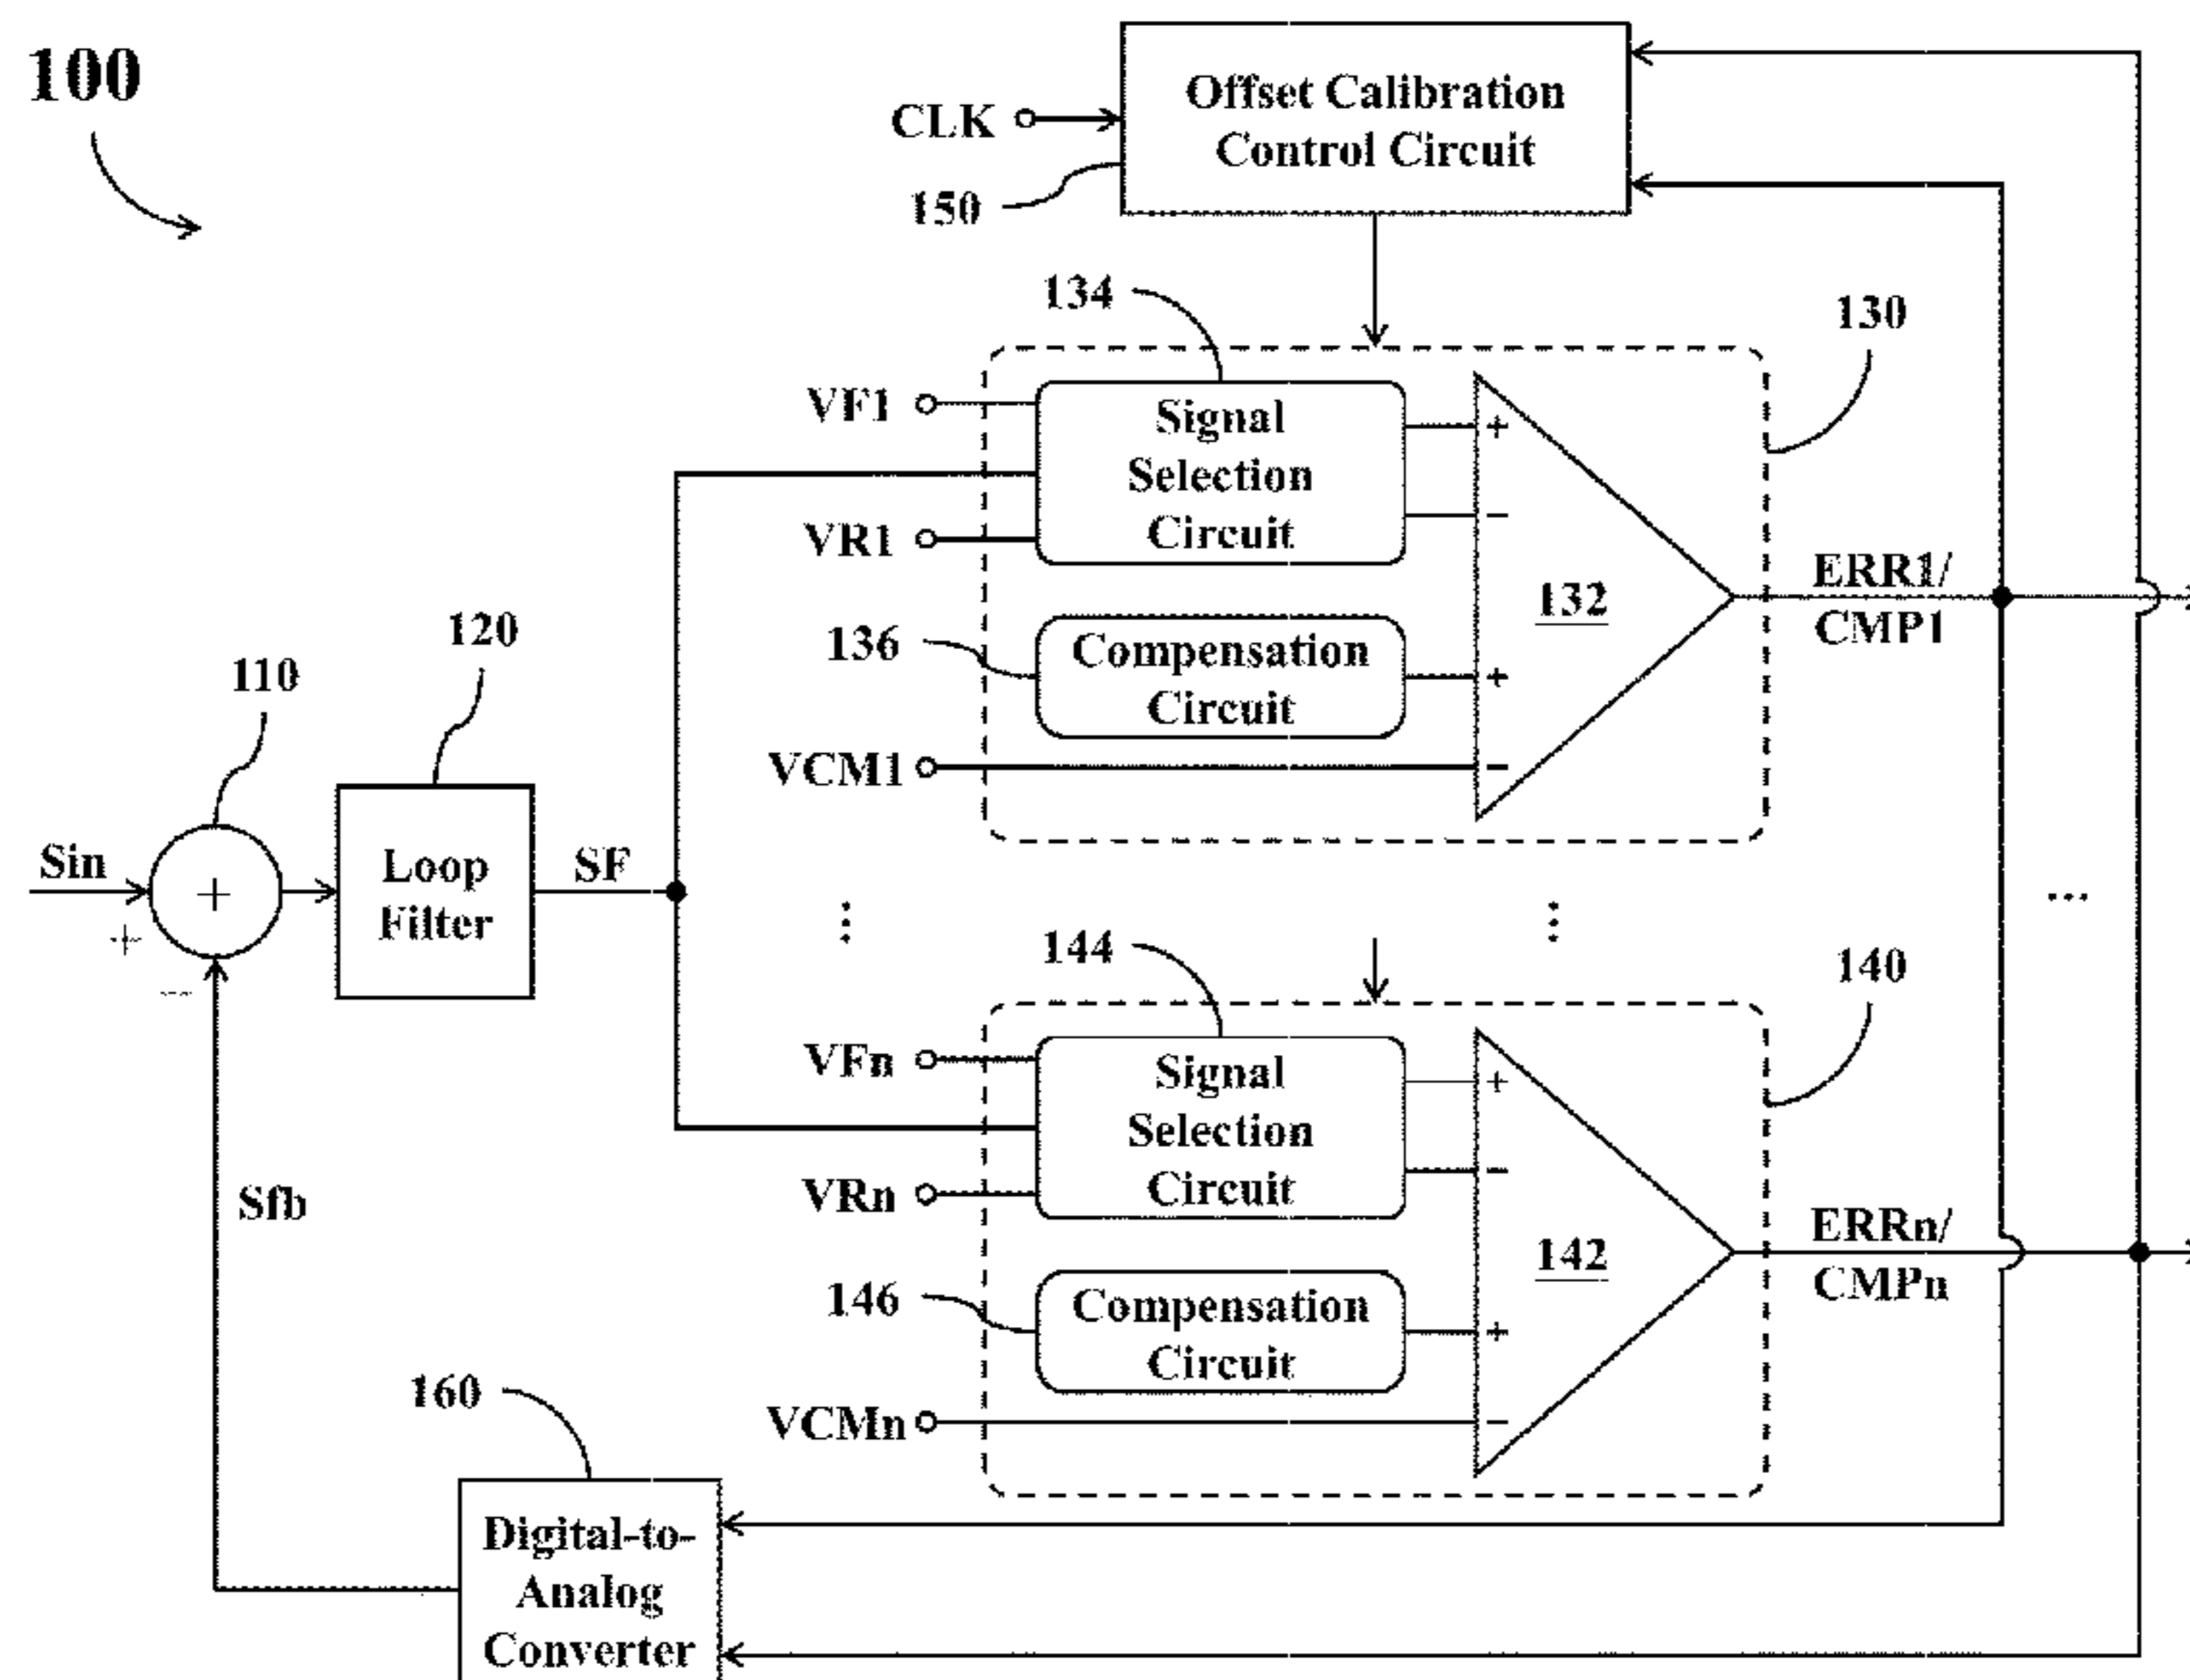 100
CLK
Offset Calibration
Control Circuit
150
134
130
VF1
Signal
Selection
Circuit
+
−
VR1
132
ERR1/
CMP1
136
Compensation
Circuit
+
VCM1
−
120
110
Sin
+
+
−
Loop
Filter
SF
...
...
...
144
140
VFn
Signal
Selection
Circuit
+
−
VRn
142
ERRn/
CMPn
Sfb
146
Compensation
Circuit
+
VCMn
−
160
Digital-to-
Analog
Converter